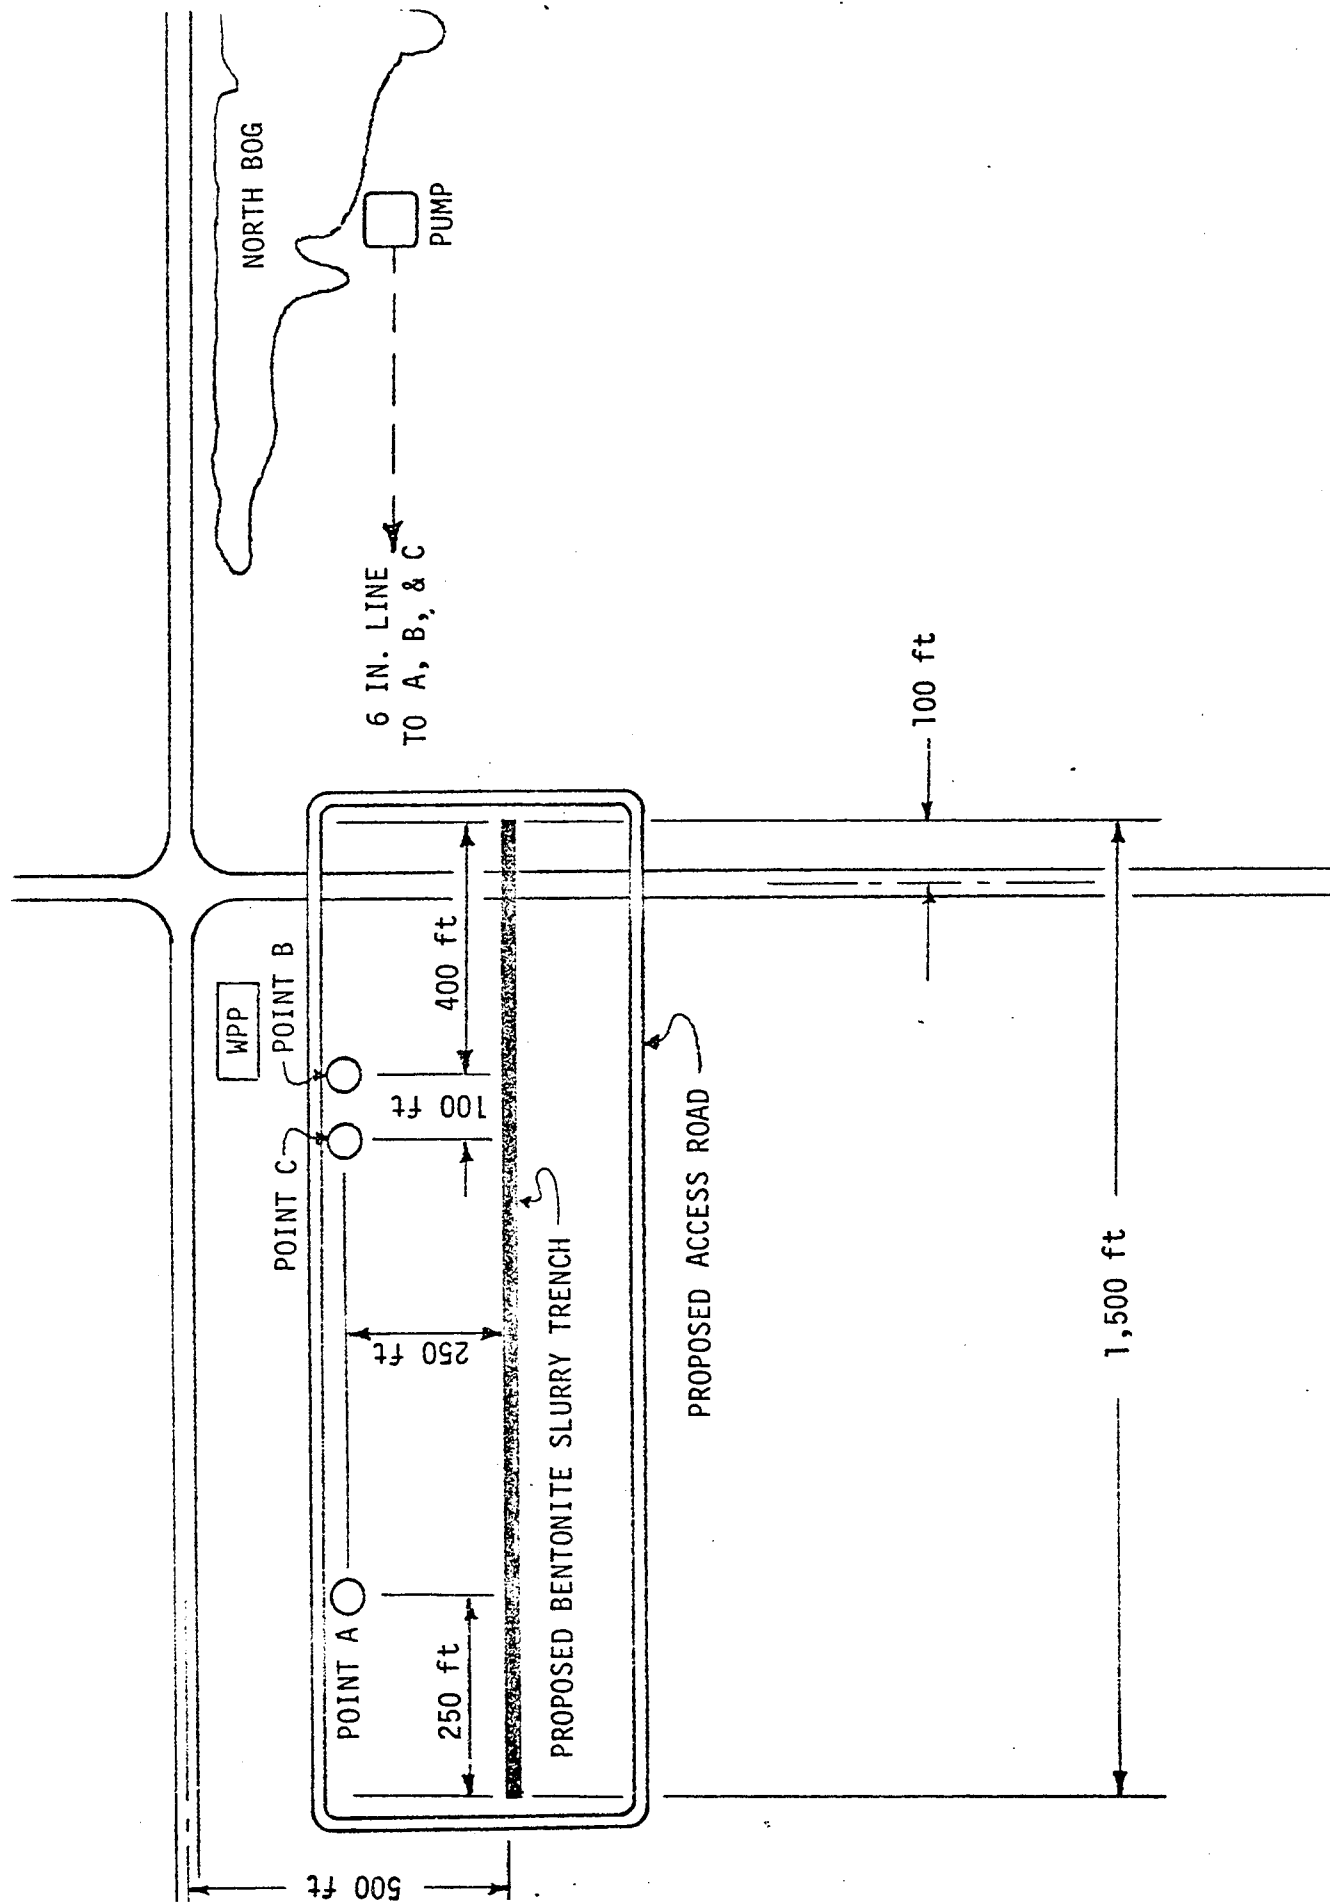 NORTH BOG
PUMP
6 IN. LINE
TO A, B, & C
100 ft
WPP
POINT B
400 ft
100 ft
POINT C
250 ft
POINT A
250 ft
PROPOSED BENTONITE SLURRY TRENCH
PROPOSED ACCESS ROAD
1,500 ft
500 ft